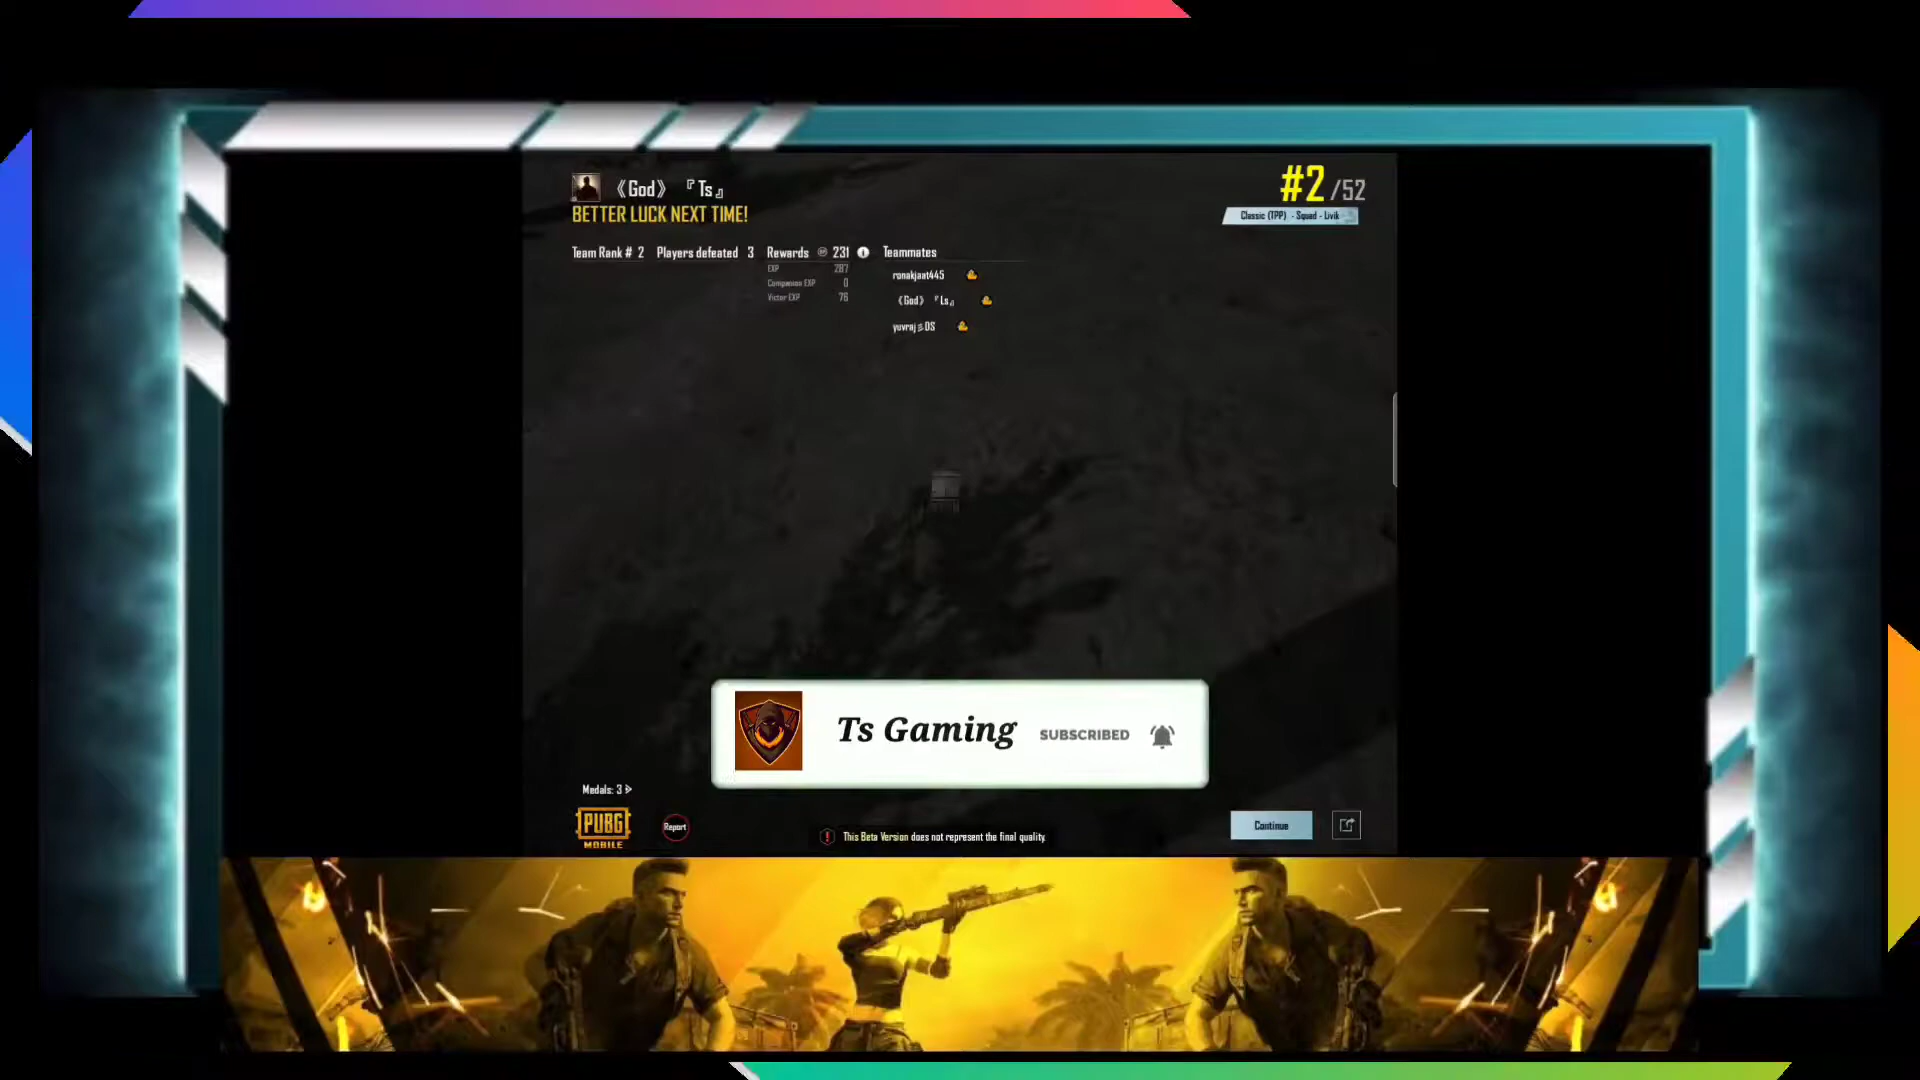 《God》『Ts』
#2/52
BETTER LUCK NEXT TIME!
Classic (TPP) - Squad - Livik
Team Rank # 2 Players defeated 3 Rewards 231 Teammates
EXP 287
ronakjaat445
Companion EXP 0
Victor EXP 76
《God》『Ls』
yuvraj DS
Ts Gaming SUBSCRIBED
Medals: 3
PUBG
MOBILE
Report
This Beta Version does not represent the final quality.
Continue